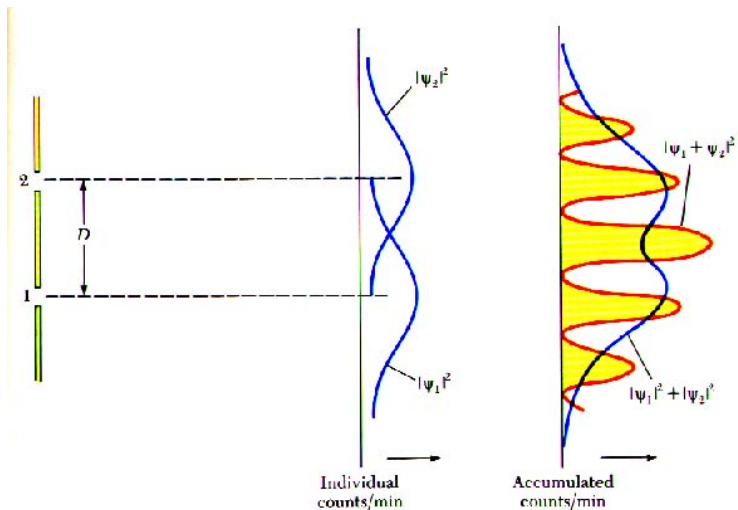 |ψ₂|²
|ψ₁ + ψ₂|²
2
D
1
|ψ₁|²
|ψ₁|² + |ψ₂|²
Individual
counts/min
Accumulated
counts/min